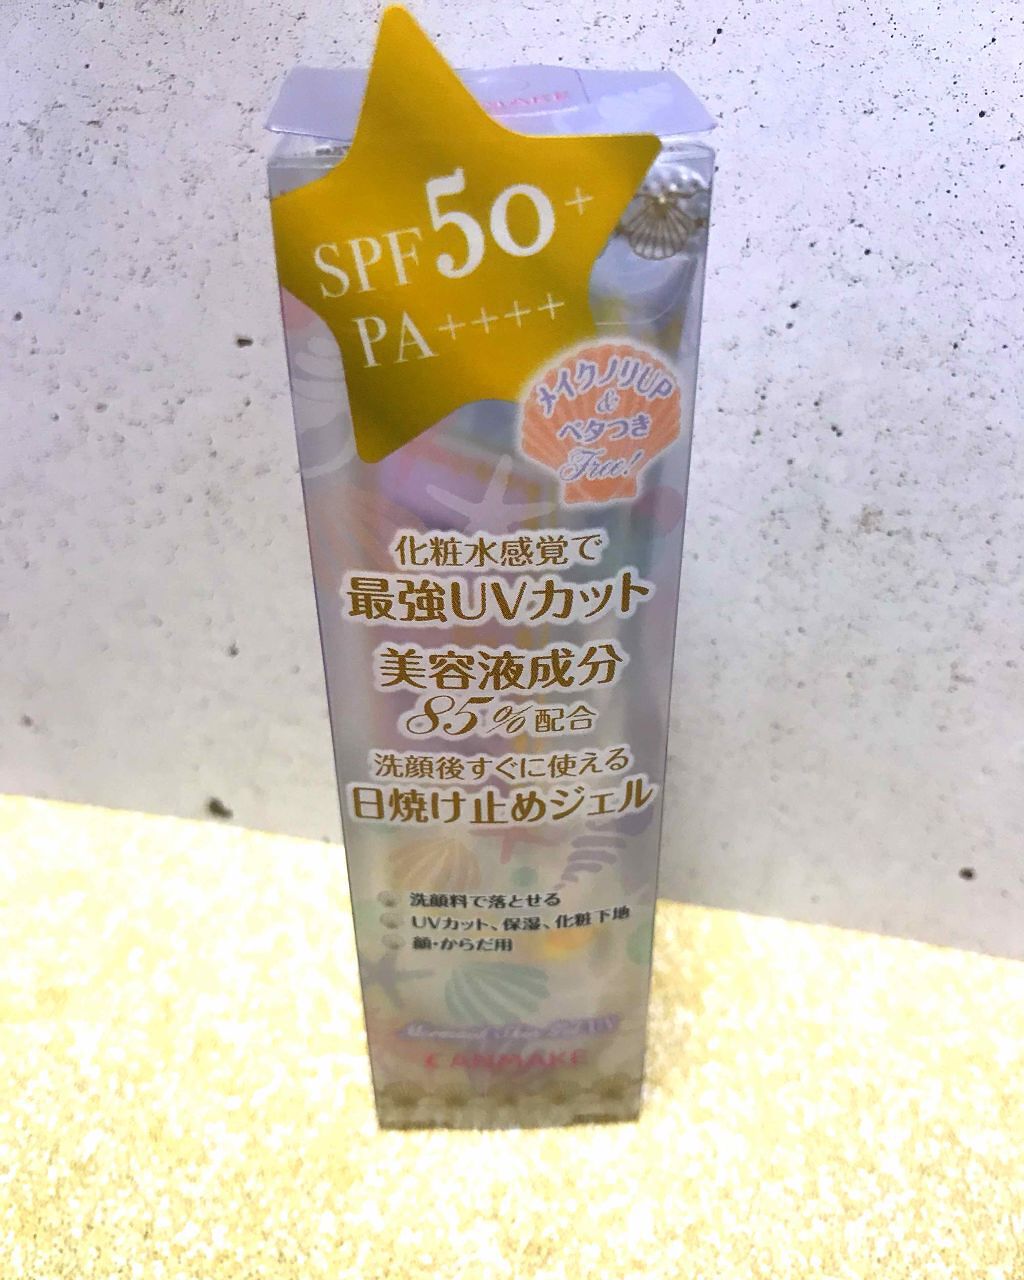 SPF50+
PA++++
メイクノリUP
&
ベタつき
Free!
化粧水感覚で
最強UVカット
美容液成分
85%配合
洗顔後すぐに使える
日焼け止めジェル
洗顔料で落とせる
UVカット、保湿、化粧下地
顔・からだ用
Mermaid Skin Gel UV
CANMAKE